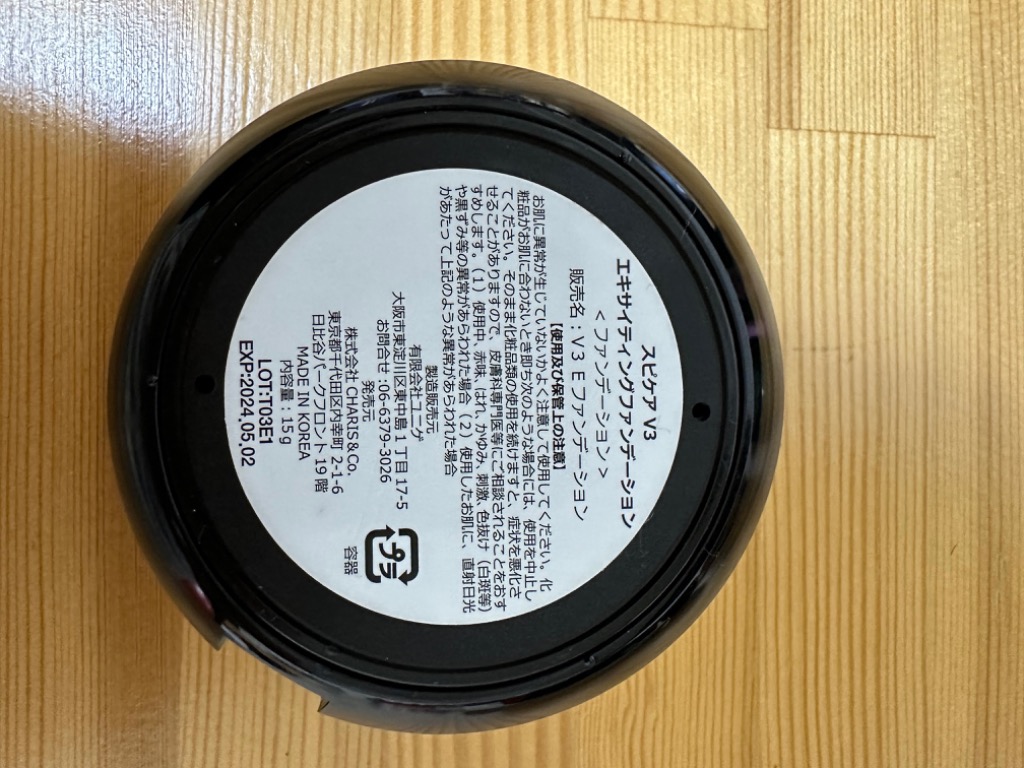 スピケア V3
エキサイティングファンデーション
＜ファンデーション＞
販売名：V3 E ファンデーション
【使用及び保管上の注意】
お肌に異常が生じていないかよく注意して使用してください。化
粧品がお肌に合わないとき即ち次のような場合には、使用を中止し
てください。そのまま化粧品類の使用を続けますと、症状を悪化さ
せることがありますので、皮膚科専門医等にご相談されることをおす
すめします。（1）使用中、赤味、はれ、かゆみ、刺激、色抜け（白斑等）
や黒ずみ等の異常があらわれた場合（2）使用したお肌に、直射日光
があたって上記のような異常があらわれた場合
製造販売元
有限会社ユニゲ
大阪市東淀川区東中島 1 丁目 17-5
お問合せ :06-6379-3026
発売元
株式会社 CHARIS & Co.
東京都千代田区内幸町 2-1-6
日比谷パークフロント 19 階
MADE IN KOREA
内容量：15 g
LOT:T03E1
EXP:2024.05.02
プラ
容器